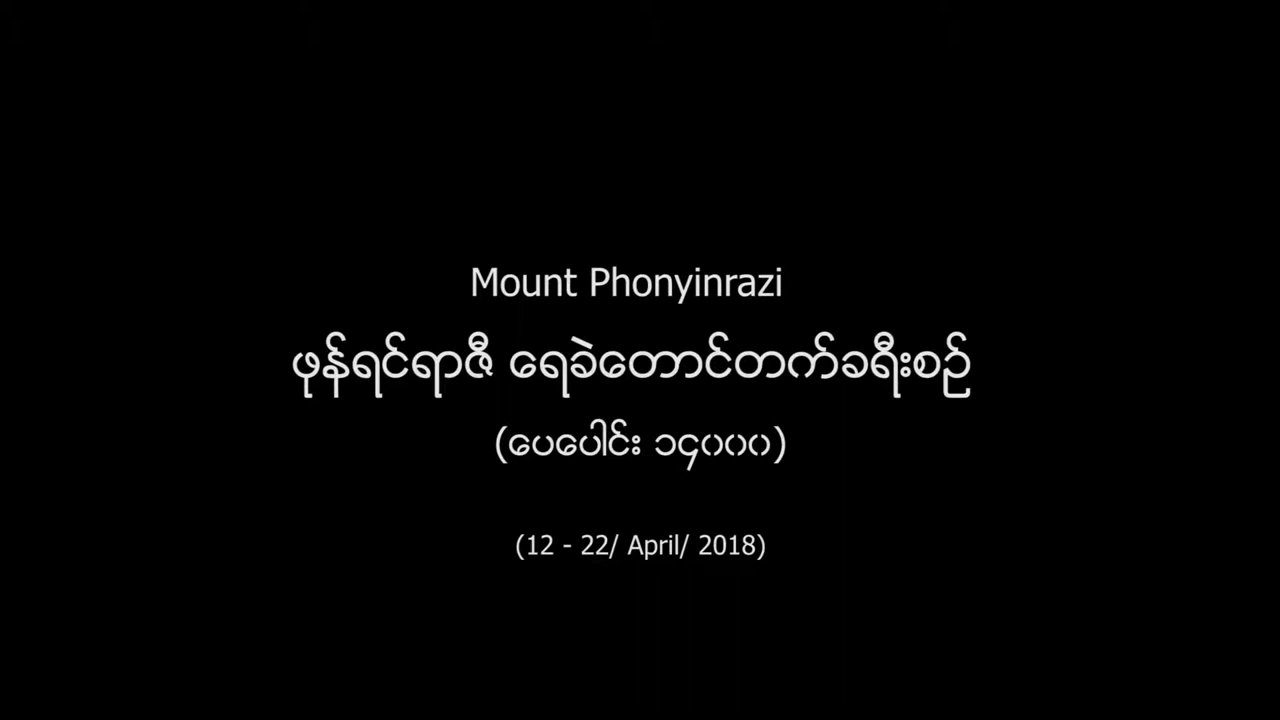 Mount Phonyinrazi
ဖုန်ရင်ရာဇီ ရေခဲတောင်တက်ခရီးစဉ်
(ပေပေါင်း ၁၄၀၀၀)
(12 - 22/ April/ 2018)